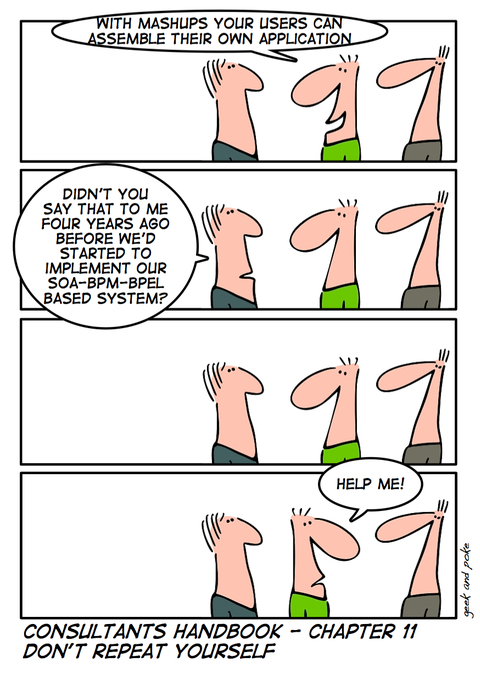 WITH MASHUPS YOUR USERS CAN
ASSEMBLE THEIR OWN APPLICATION
DIDN'T YOU
SAY THAT TO ME
FOUR YEARS AGO
BEFORE WE'D
STARTED TO
IMPLEMENT OUR
SOA-BPM-BPEL
BASED SYSTEM?
HELP ME!
geek and poke
CONSULTANTS HANDBOOK - CHAPTER 11
DON'T REPEAT YOURSELF